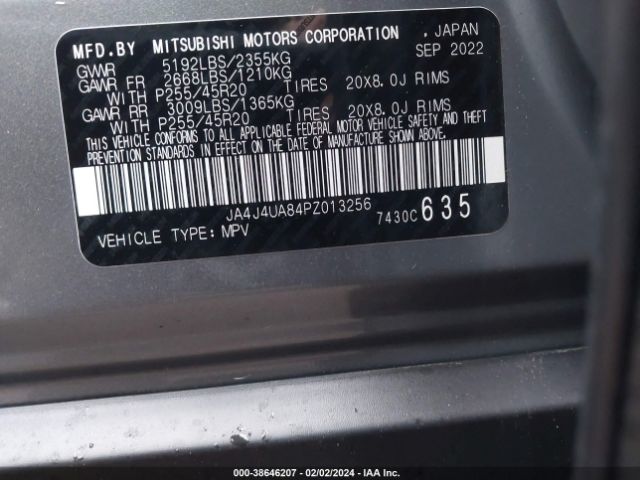 MFD.BY MITSUBISHI MOTORS CORPORATION . JAPAN
SEP 2022
GVWR 5192LBS/2355KG
GAWR FR 2668LBS/1210KG
WITH P255/45R20 TIRES 20X8.0J RIMS
GAWR RR 3009LBS/1365KG
WITH P255/45R20 TIRES 20X8.0J RIMS
THIS VEHICLE CONFORMS TO ALL APPLICABLE FEDERAL MOTOR VEHICLE SAFETY AND THEFT
PREVENTION STANDARDS IN EFFECT ON THE DATE OF MANUFACTURE SHOWN ABOVE.
JA4J4UA84PZ013256
7430C 635
VEHICLE TYPE: MPV
000-38646207 - 02/02/2024 - IAA Inc.